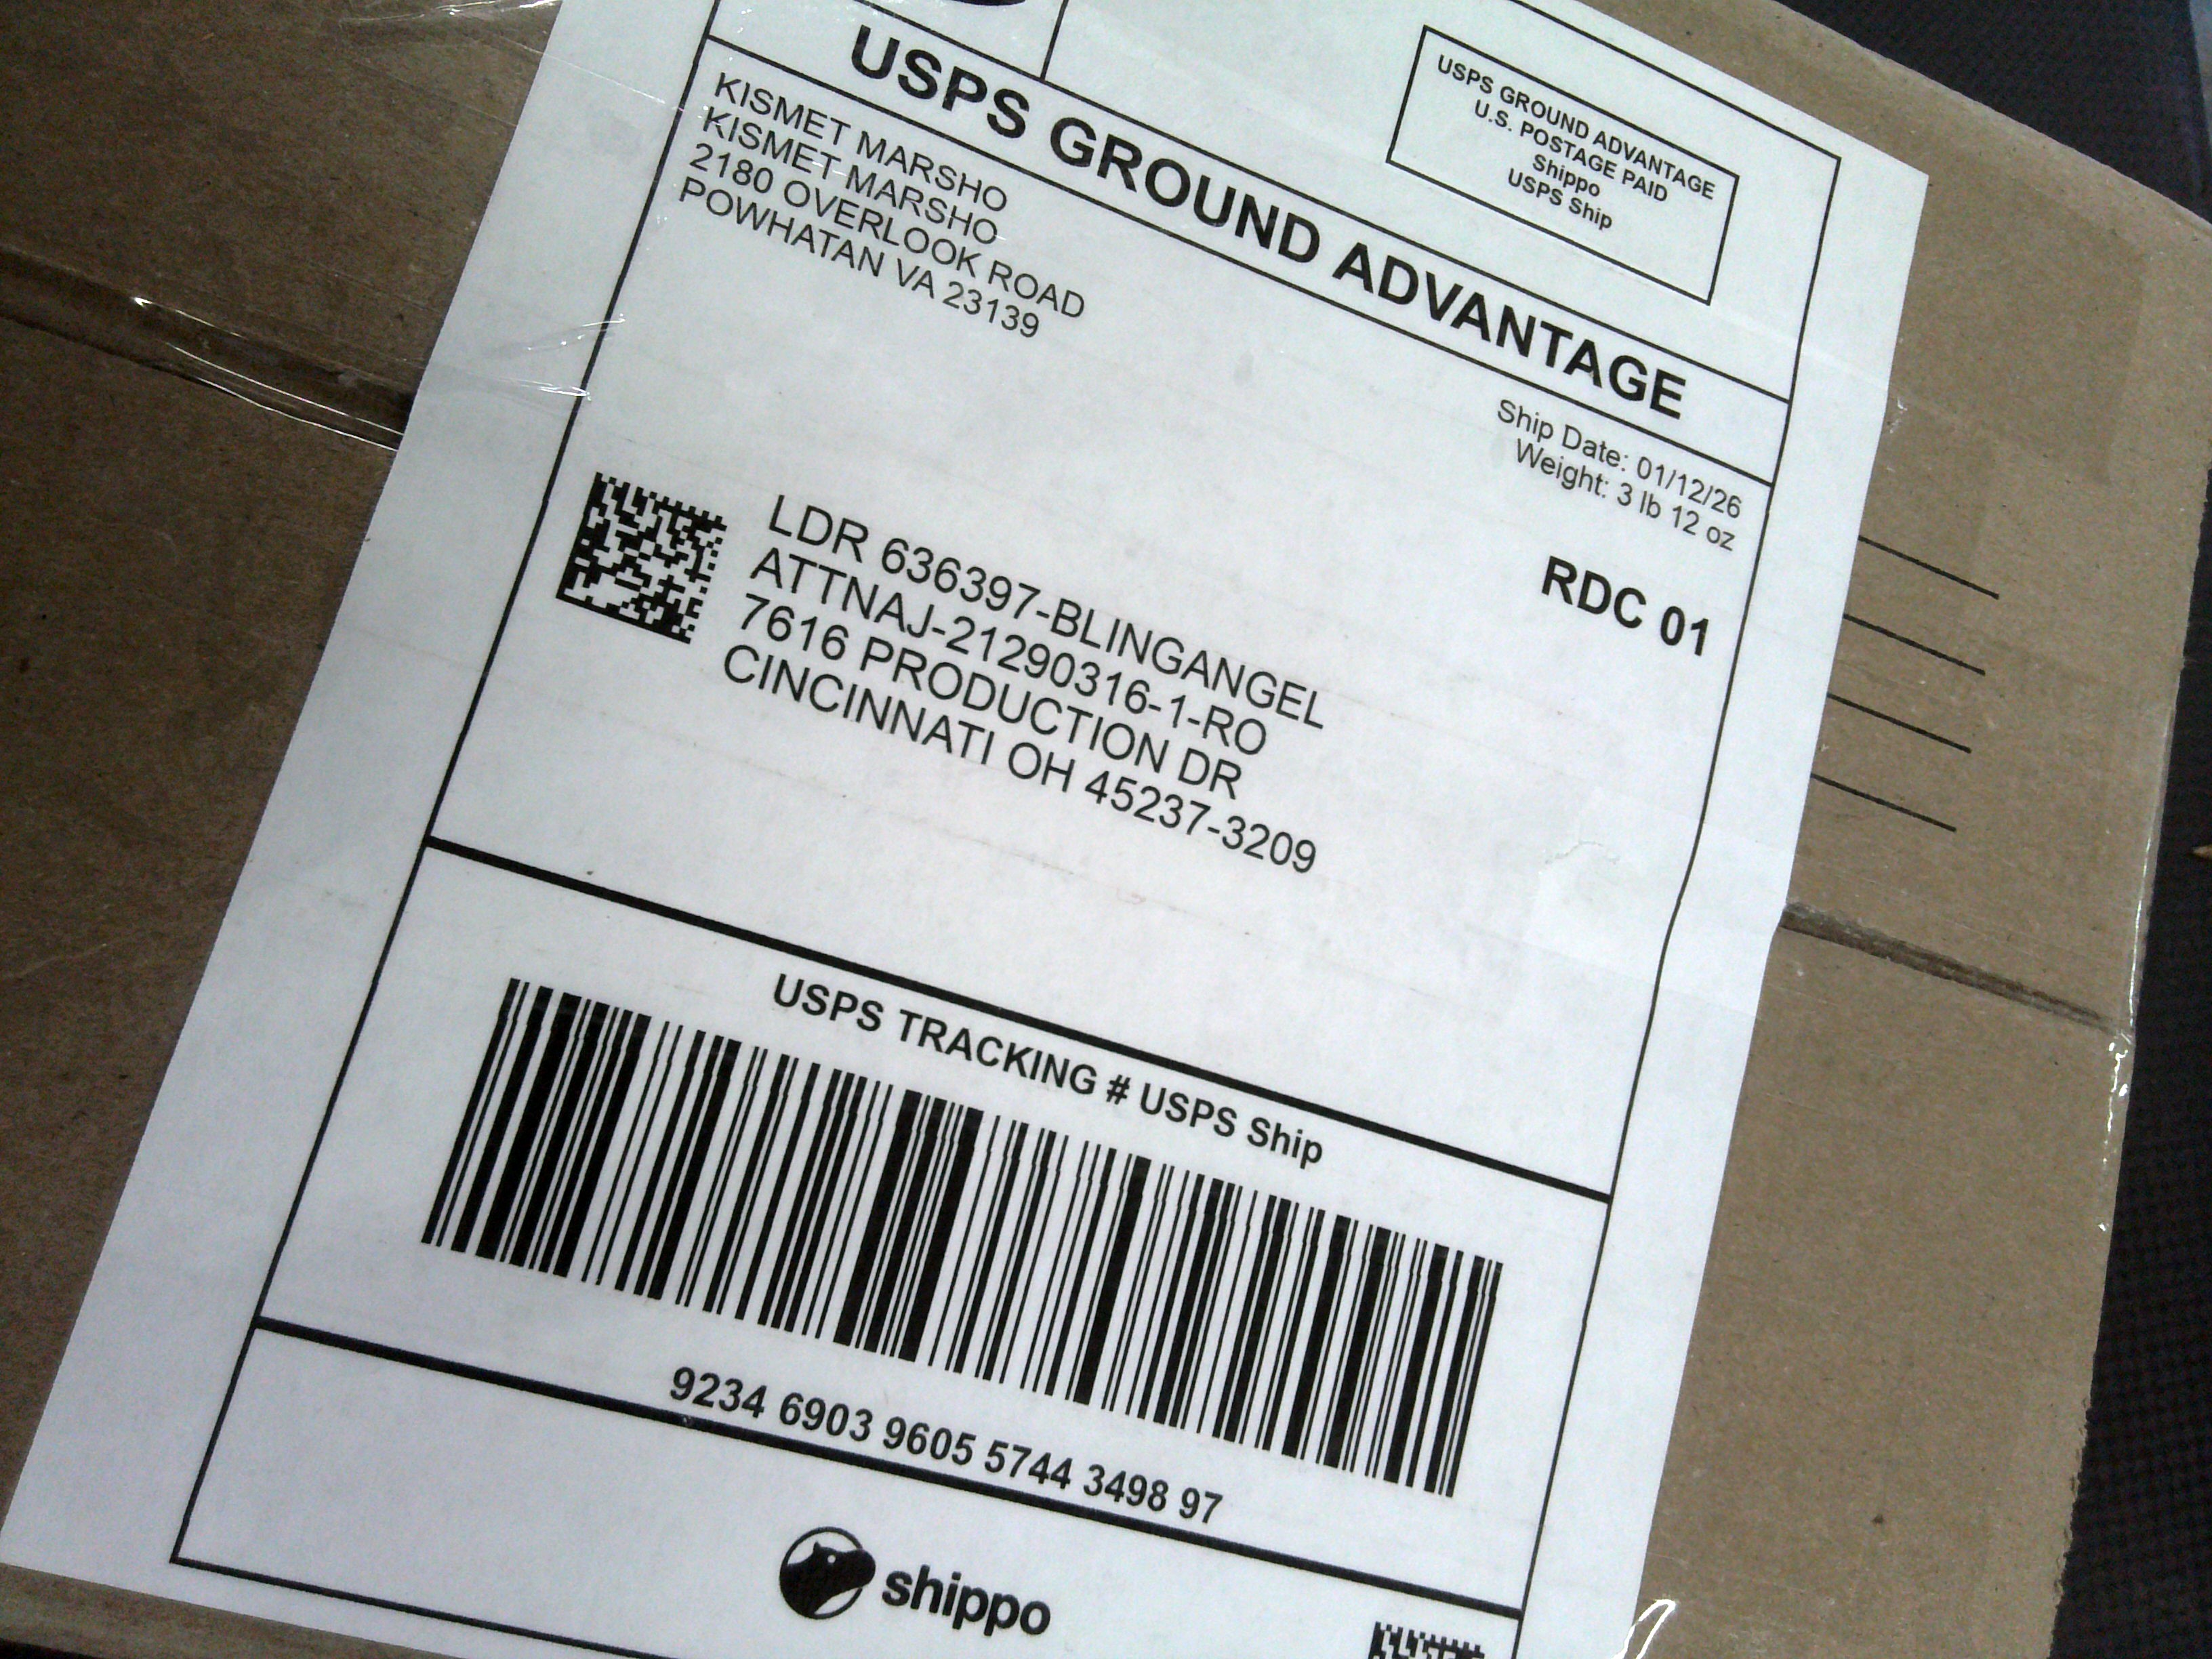 USPS GROUND ADVANTAGE
U.S. POSTAGE PAID
Shippo
USPS Ship
USPS GROUND ADVANTAGE
KISMET MARSHO
KISMET MARSHO
2180 OVERLOOK ROAD
POWHATAN VA 23139
Ship Date: 01/12/26
Weight: 3 lb 12 oz
RDC 01
LDR 636397-BLINGANGEL
ATTNAJ-21290316-1-RO
7616 PRODUCTION DR
CINCINNATI OH 45237-3209
USPS TRACKING # USPS Ship
9234 6903 9605 5744 3498 97
shippo